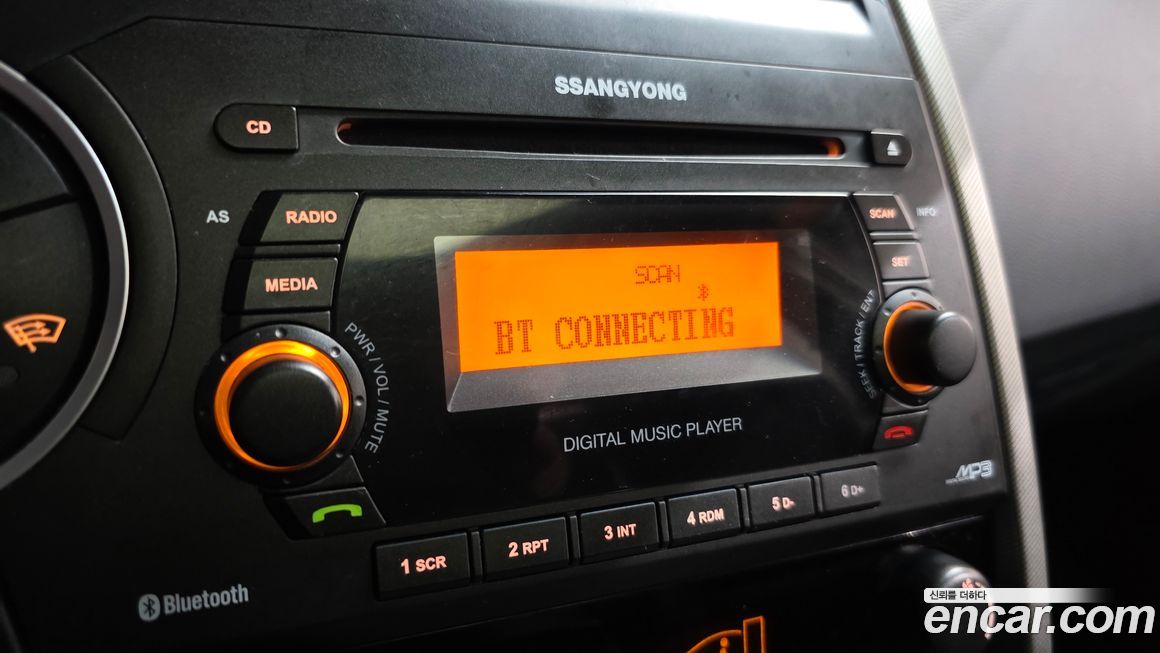 SSANGYONG
CD
AS
RADIO
SCAN
INFO
MEDIA
SET
SCAN
BT CONNECTING
PWR / VOL / MUTE
SEEK / TRACK / ENT
DIGITAL MUSIC PLAYER
MP3
1 SCR
2 RPT
3 INT
4 RDM
5 D-
6 D+
Bluetooth
신뢰를 더하다
encar.com